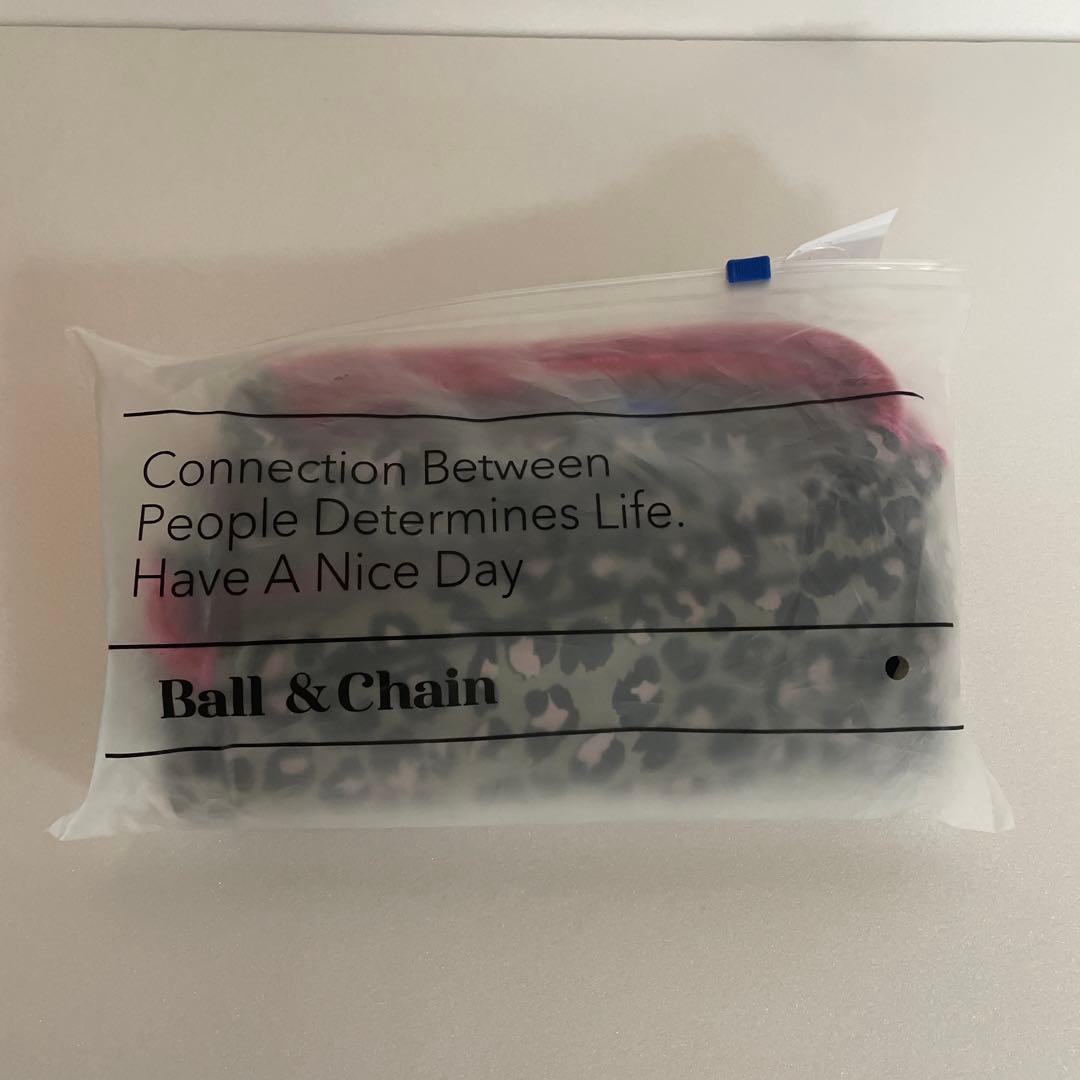 Connection Between
People Determines Life.
Have A Nice Day
Ball & Chain